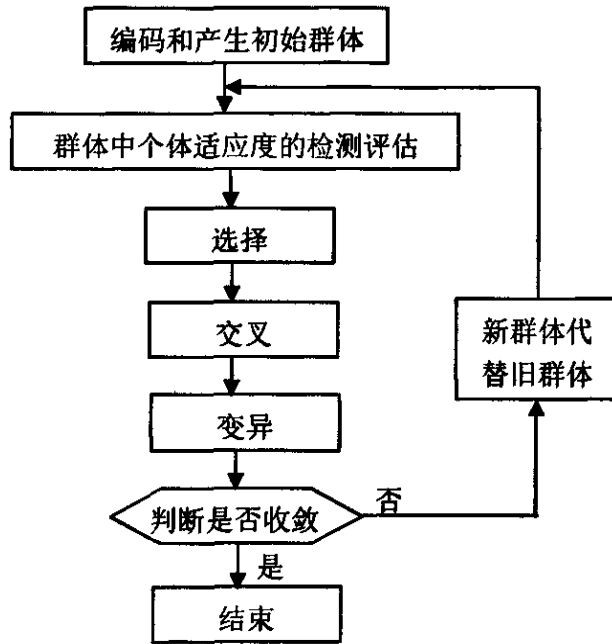 编码和产生初始群体
群体中个体适应度的检测评估
选择
交叉
变异
判断是否收敛
否
是
结束
新群体代
替旧群体